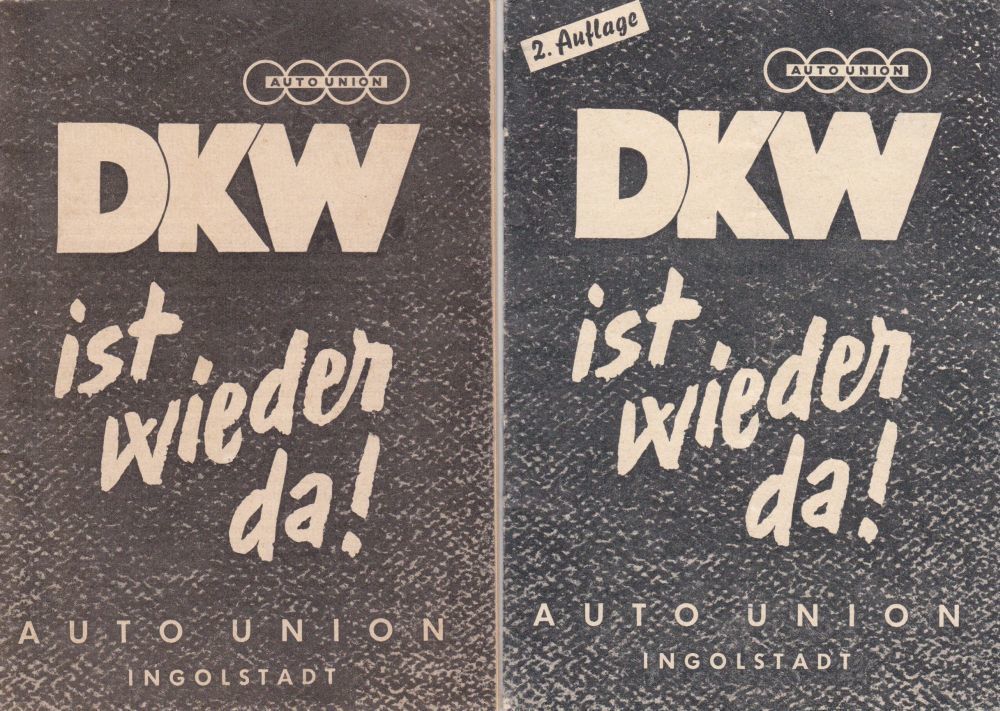 AUTO UNION
DKW
ist
wieder
da!
AUTO UNION
INGOLSTADT
2. Auflage
AUTO UNION
DKW
ist
wieder
da!
AUTO UNION
INGOLSTADT